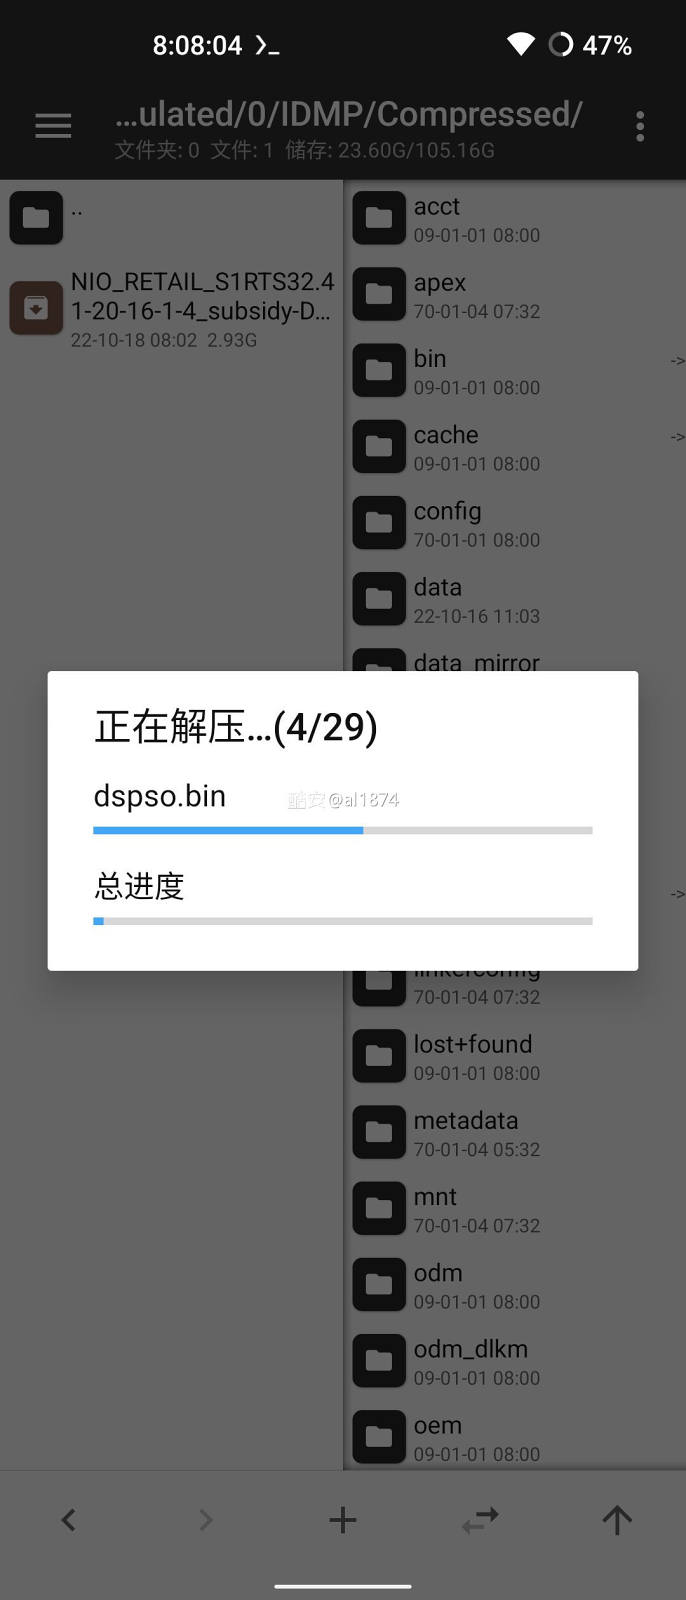 8:08:04
47%
...ulated/0/IDMP/Compressed/
文件夹: 0 文件: 1 储存: 23.60G/105.16G
..
NIO_RETAIL_S1RTS32.4
1-20-16-1-4_subsidy-D...
22-10-18 08:02 2.93G
acct
09-01-01 08:00
apex
70-01-04 07:32
bin
->
09-01-01 08:00
cache
->
09-01-01 08:00
config
70-01-01 08:00
data
22-10-16 11:03
data_mirror
正在解压...(4/29)
dspso.bin
酷安@al1874
总进度
->
linkerconfig
70-01-04 07:32
lost+found
09-01-01 08:00
metadata
70-01-04 05:32
mnt
70-01-04 07:32
odm
09-01-01 08:00
odm_dlkm
09-01-01 08:00
oem
09-01-01 08:00